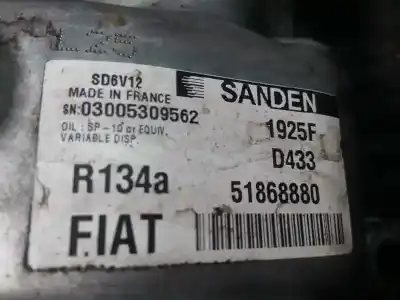 SD6V12
MADE IN FRANCE
SN:03005309562
OIL: SP-10 or EQUIV.
VARIABLE DISP.
R134a
FIAT
SANDEN
1925F
D433
51868880